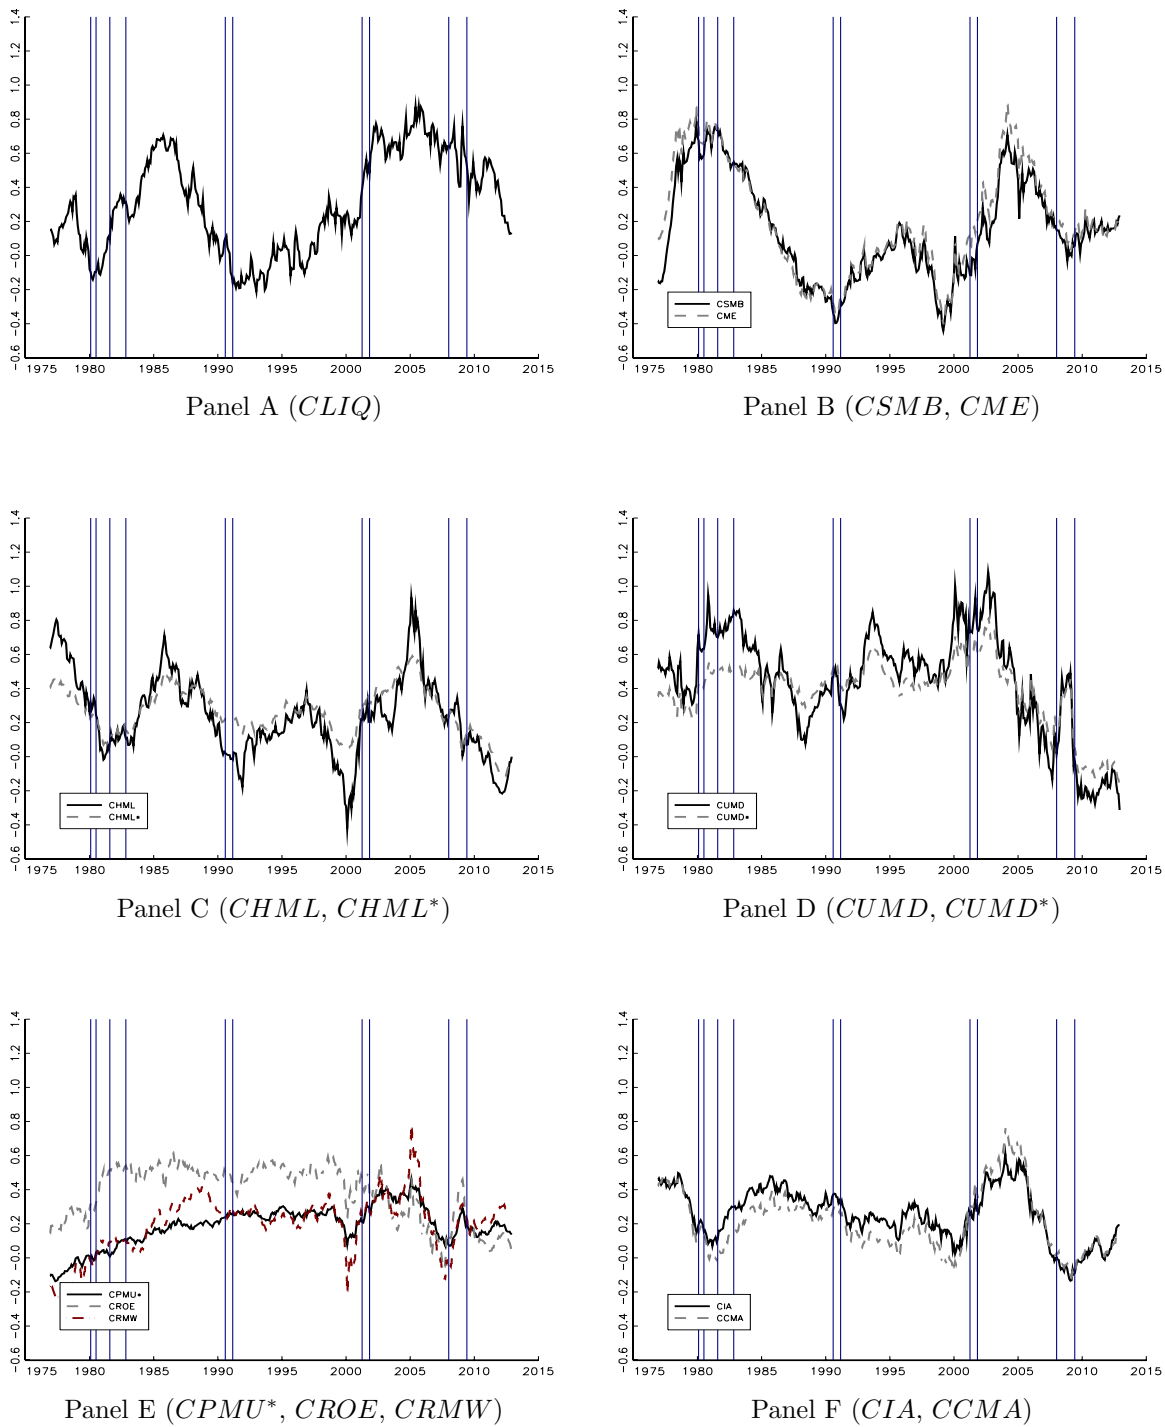 1.4 1.2 1.0 0.8 0.6 0.4 0.2 -0.0 -0.2 -0.4 -0.6
1975 1980 1985 1990 1995 2000 2005 2010 2015
Panel A (CLIQ)
1.4 1.2 1.0 0.8 0.6 0.4 0.2 -0.0 -0.2 -0.4 -0.6
CSMB
CME
1975 1980 1985 1990 1995 2000 2005 2010 2015
Panel B (CSMB, CME)
1.4 1.2 1.0 0.8 0.6 0.4 0.2 -0.0 -0.2 -0.4 -0.6
CHML
CHML*
1975 1980 1985 1990 1995 2000 2005 2010 2015
Panel C (CHML, CHML*)
1.4 1.2 1.0 0.8 0.6 0.4 0.2 -0.0 -0.2 -0.4 -0.6
CUMD
CUMD*
1975 1980 1985 1990 1995 2000 2005 2010 2015
Panel D (CUMD, CUMD*)
1.4 1.2 1.0 0.8 0.6 0.4 0.2 -0.0 -0.2 -0.4 -0.6
CPMU*
CROE
CRMW
1975 1980 1985 1990 1995 2000 2005 2010 2015
Panel E (CPMU*, CROE, CRMW)
1.4 1.2 1.0 0.8 0.6 0.4 0.2 -0.0 -0.2 -0.4 -0.6
CIA
CCMA
1975 1980 1985 1990 1995 2000 2005 2010 2015
Panel F (CIA, CCMA)